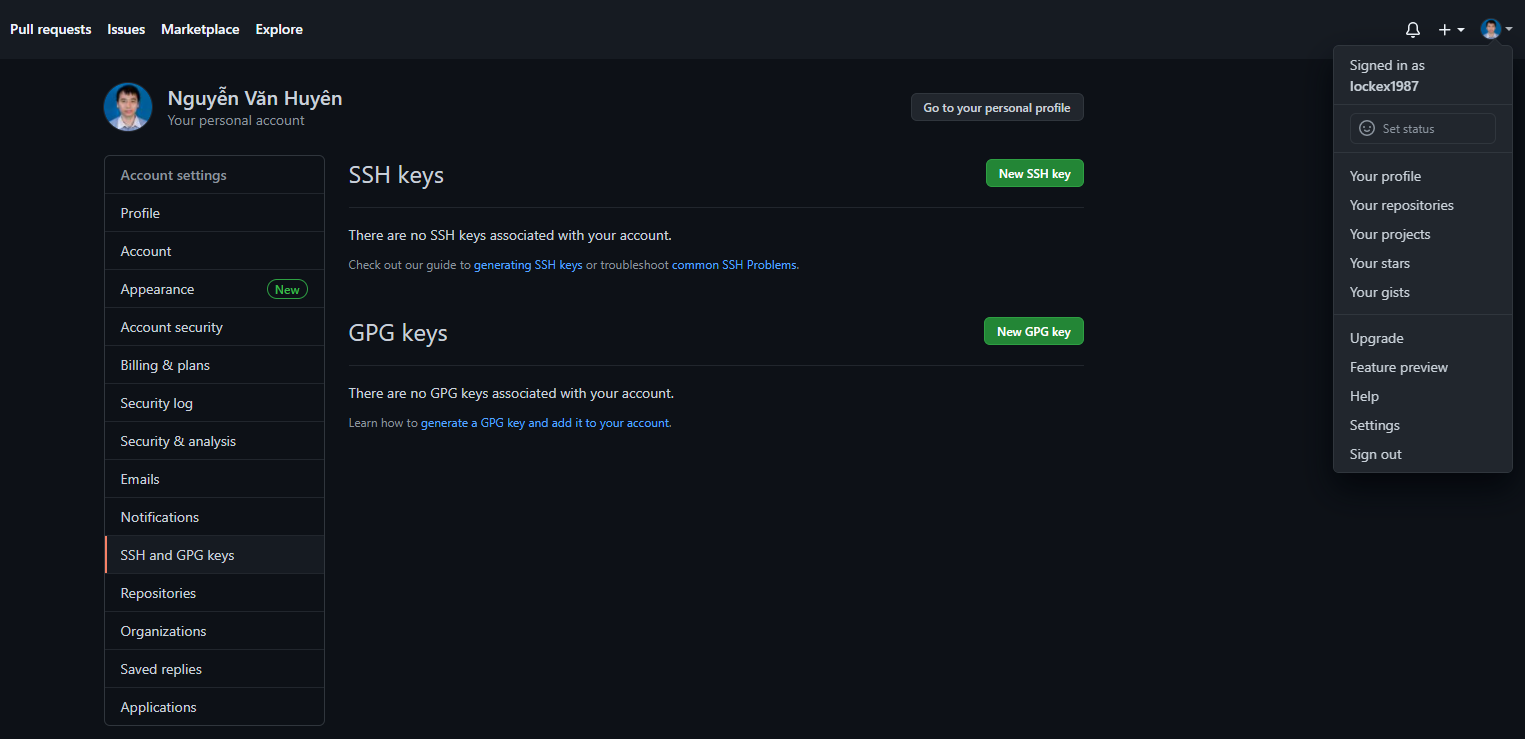 Pull requests Issues Marketplace Explore
Signed in as
lockex1987
Set status
Your profile
Your repositories
Your projects
Your stars
Your gists
Upgrade
Feature preview
Help
Settings
Sign out
Nguyễn Văn Huyên
Your personal account
Go to your personal profile
Account settings
Profile
Account
Appearance New
Account security
Billing & plans
Security log
Security & analysis
Emails
Notifications
SSH and GPG keys
Repositories
Organizations
Saved replies
Applications
SSH keys
New SSH key
There are no SSH keys associated with your account.
Check out our guide to generating SSH keys or troubleshoot common SSH Problems.
GPG keys
New GPG key
There are no GPG keys associated with your account.
Learn how to generate a GPG key and add it to your account.